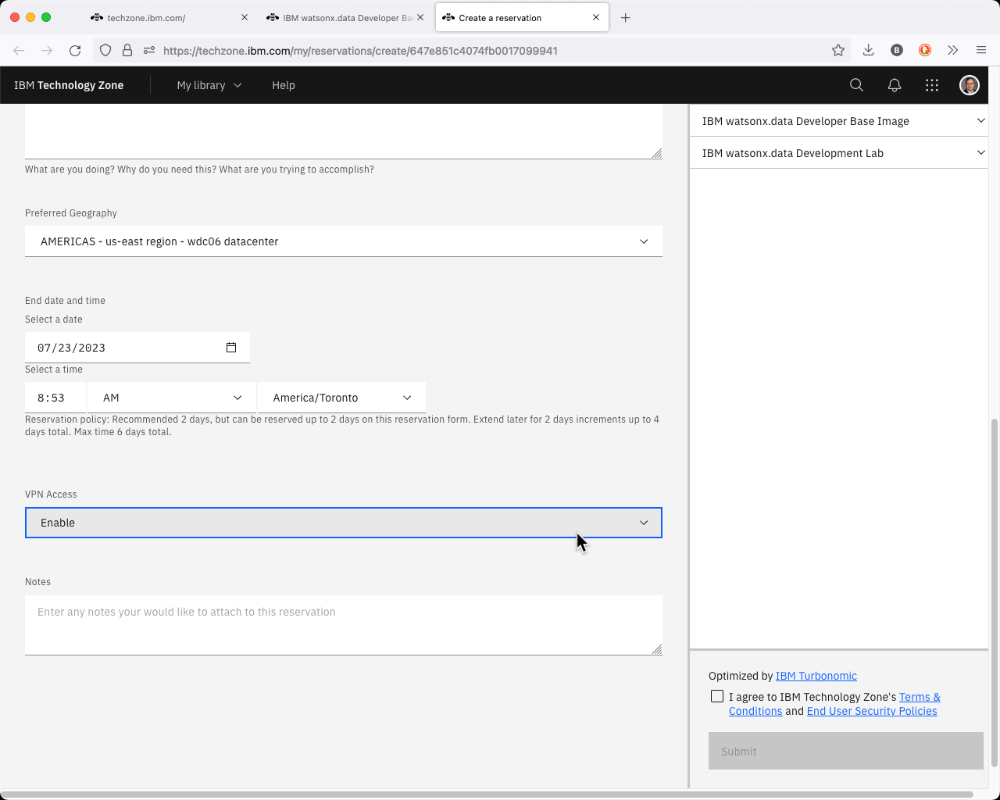 techzone.ibm.com/
IBM watsonx.data Developer Ba
Create a reservation
https://techzone.ibm.com/my/reservations/create/647e851c4074fb0017099941
B
IBM Technology Zone
My library
Help
What are you doing? Why do you need this? What are you trying to accomplish?
Preferred Geography
AMERICAS - us-east region - wdc06 datacenter
End date and time
Select a date
07/23/2023
Select a time
8:53
AM
America/Toronto
Reservation policy: Recommended 2 days, but can be reserved up to 2 days on this reservation form. Extend later for 2 days increments up to 4
days total. Max time 6 days total.
VPN Access
Enable
Notes
Enter any notes your would like to attach to this reservation
IBM watsonx.data Developer Base Image
IBM watsonx.data Development Lab
Optimized by IBM Turbonomic
I agree to IBM Technology Zone's Terms &
Conditions and End User Security Policies
Submit